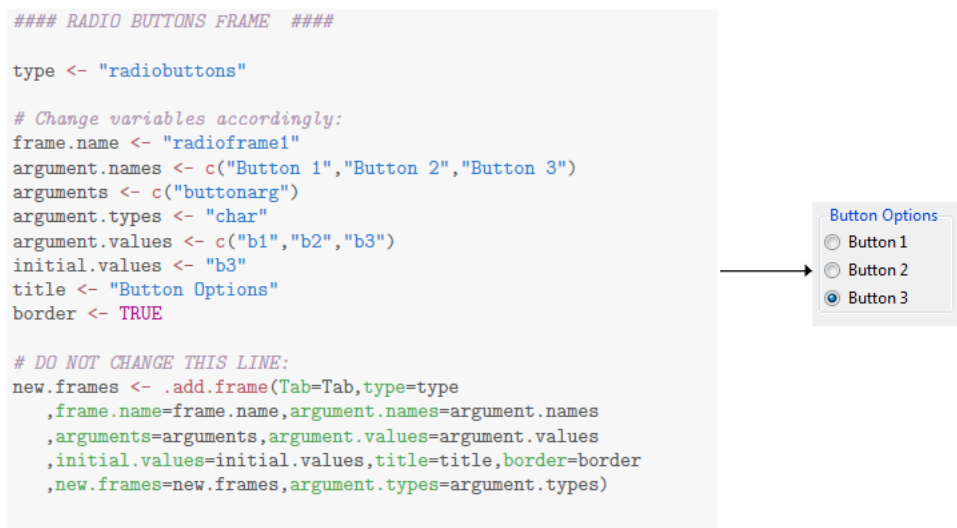 #### RADIO BUTTONS FRAME ####
type <- "radiobuttons"
# Change variables accordingly:
frame.name <- "radioframe1"
argument.names <- c("Button 1","Button 2","Button 3")
arguments <- c("buttonarg")
argument.types <- "char"
argument.values <- c("b1","b2","b3")
initial.values <- "b3"
title <- "Button Options"
border <- TRUE
# DO NOT CHANGE THIS LINE:
new.frames <- .add.frame(Tab=Tab,type=type
,frame.name=frame.name,argument.names=argument.names
,arguments=arguments,argument.values=argument.values
,initial.values=initial.values,title=title,border=border
,new.frames=new.frames,argument.types=argument.types)
Button Options
Button 1
Button 2
Button 3